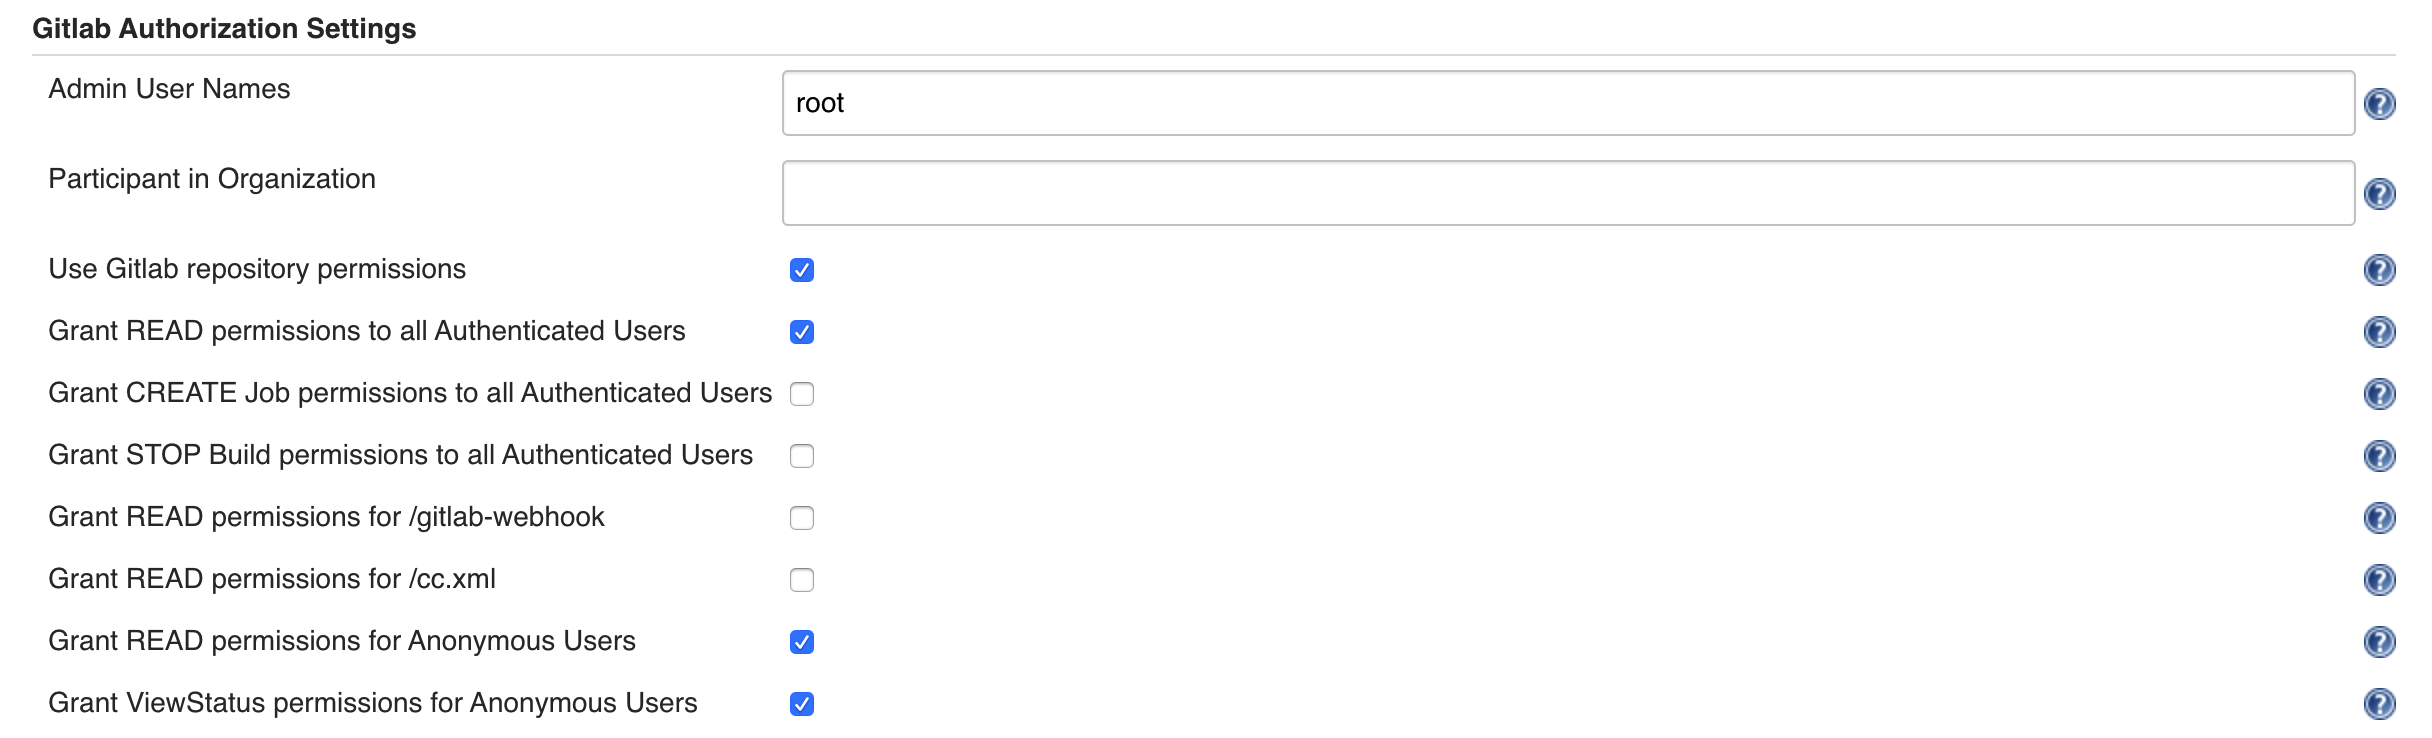 Gitlab Authorization Settings
Admin User Names
root
Participant in Organization
Use Gitlab repository permissions
Grant READ permissions to all Authenticated Users
Grant CREATE Job permissions to all Authenticated Users
Grant STOP Build permissions to all Authenticated Users
Grant READ permissions for /gitlab-webhook
Grant READ permissions for /cc.xml
Grant READ permissions for Anonymous Users
Grant ViewStatus permissions for Anonymous Users